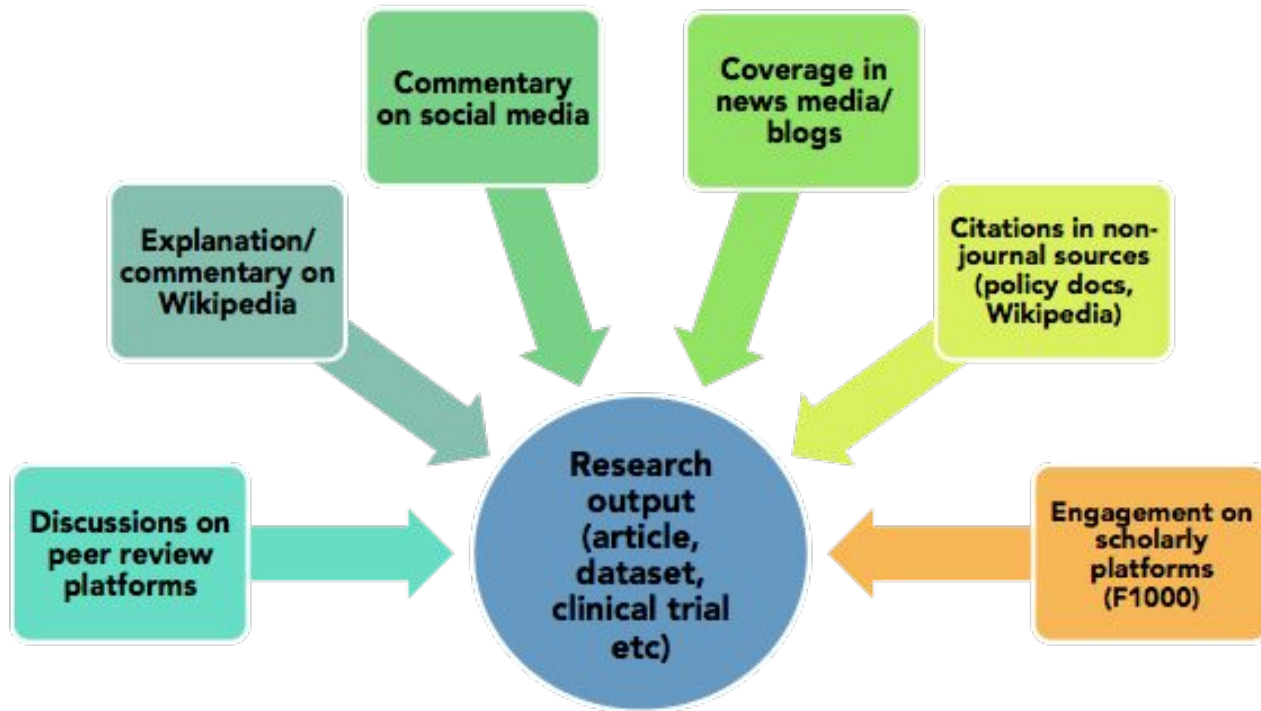 Commentary
on social media
Coverage in
news media/
blogs
Explanation/
commentary on
Wikipedia
Citations in non-
journal sources
(policy docs,
Wikipedia)
Discussions on
peer review
platforms
Research
output
(article,
dataset,
clinical trial
etc)
Engagement on
scholarly
platforms
(F1000)